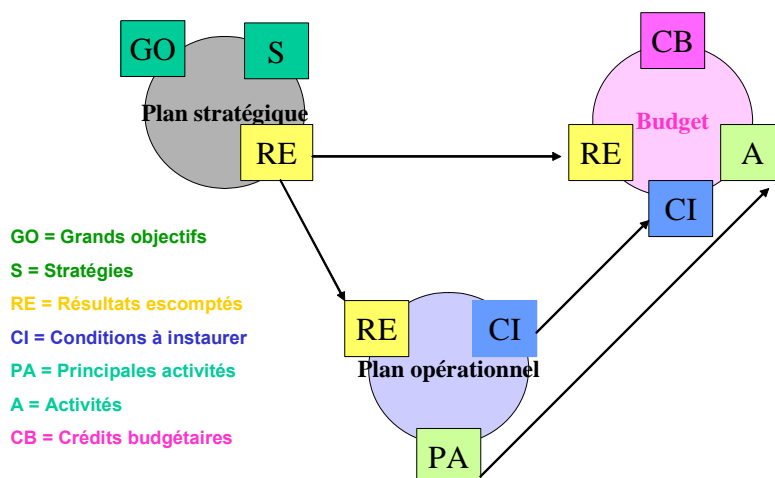 GO
S
Plan stratégique
RE
CB
Budget
RE
A
CI
GO = Grands objectifs
S = Stratégies
RE = Résultats escomptés
CI = Conditions à instaurer
PA = Principales activités
A = Activités
CB = Crédits budgétaires
RE
CI
Plan opérationnel
PA